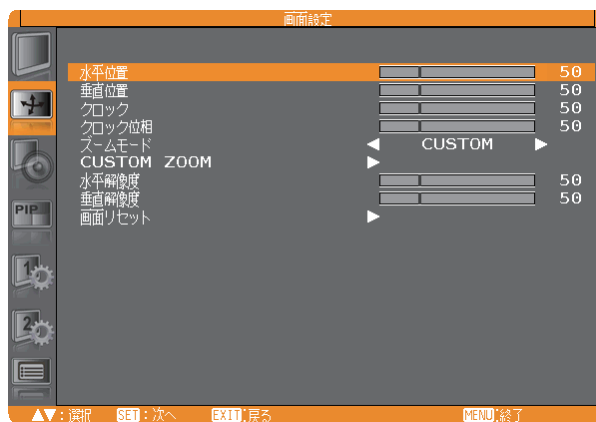 画面設定
水平位置 50
垂直位置 50
クロック 50
クロック位相 50
ズームモード ◀ CUSTOM ▶
CUSTOM ZOOM ▶
水平解像度 50
垂直解像度 50
画面リセット ▶
PIP
1
2
▲▼:選択 SET:次へ EXIT:戻る MENU:終了